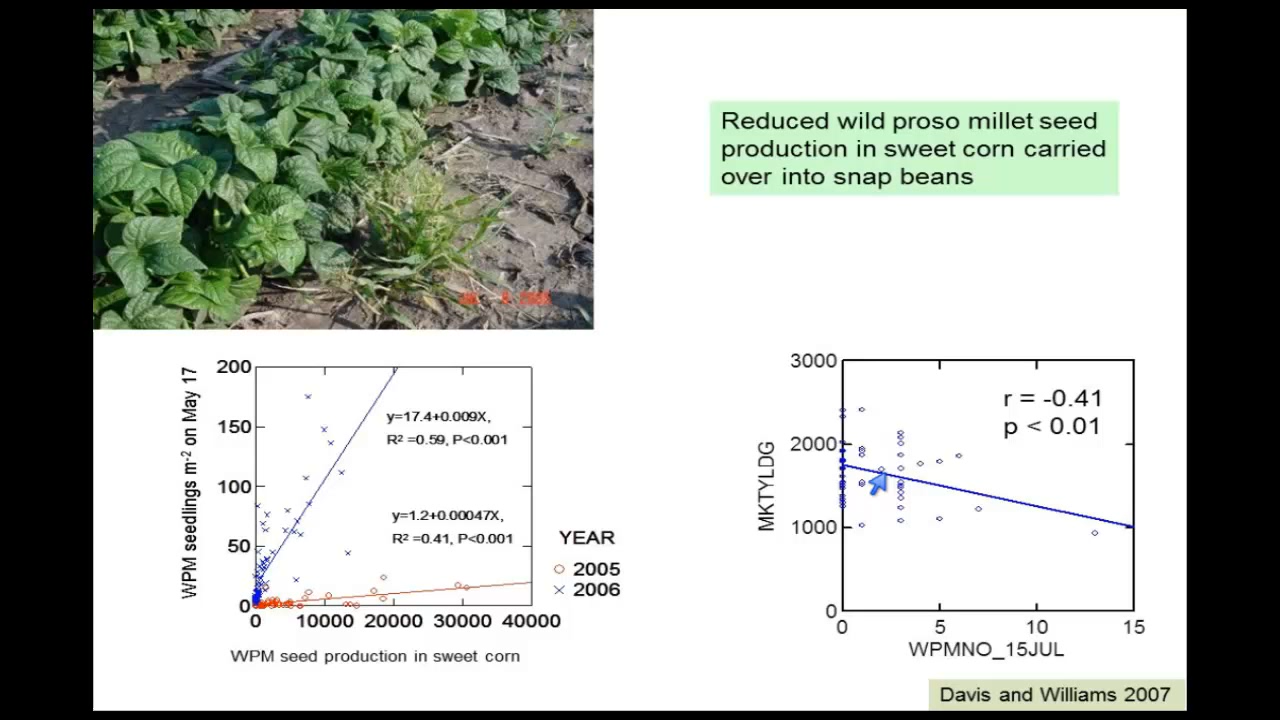 Reduced wild proso millet seed
production in sweet corn carried
over into snap beans
WPM seedlings m-2 on May 17
200
150
100
50
0
y=17.4+0.009X,
R2 =0.59, P<0.001
y=1.2+0.00047X,
R2 =0.41, P<0.001
0 10000 20000 30000 40000
WPM seed production in sweet corn
YEAR
2005
2006
MKTYLDG
3000
2000
1000
0
r = -0.41
p < 0.01
0 5 10 15
WPMNO_15JUL
Davis and Williams 2007